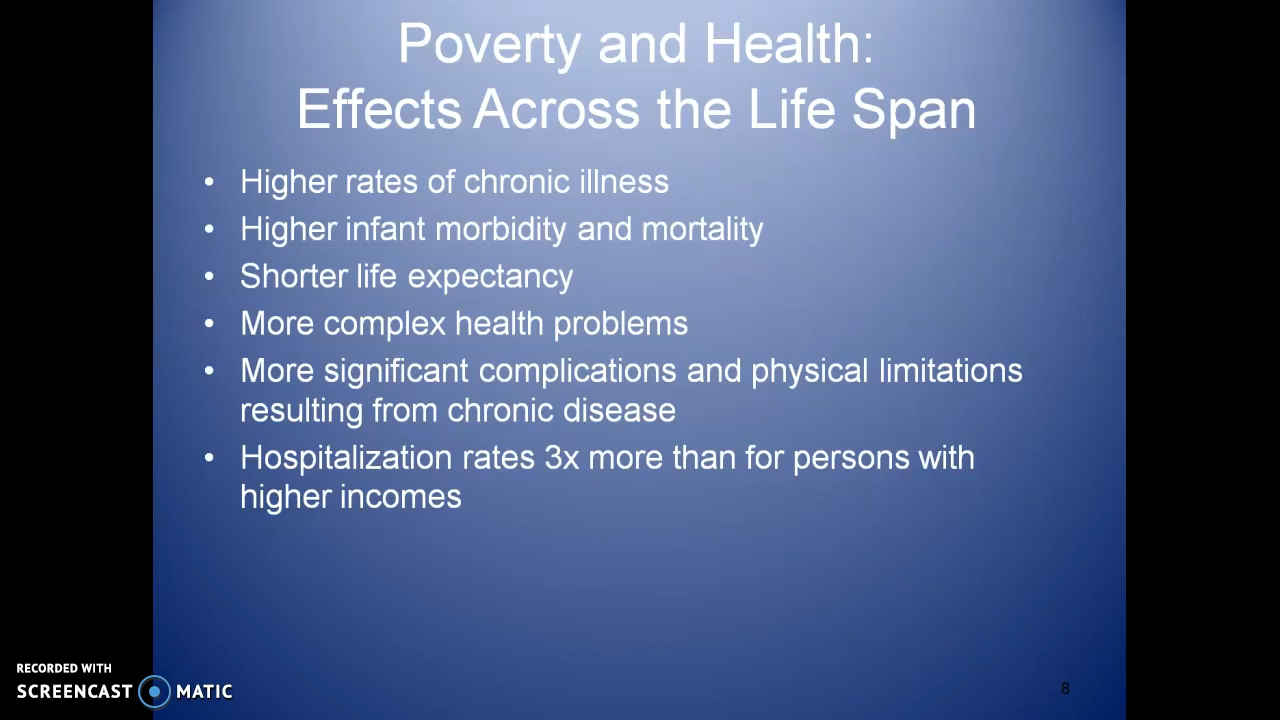 Poverty and Health:
Effects Across the Life Span
• Higher rates of chronic illness
• Higher infant morbidity and mortality
• Shorter life expectancy
• More complex health problems
• More significant complications and physical limitations
resulting from chronic disease
• Hospitalization rates 3x more than for persons with
higher incomes
RECORDED WITH
SCREENCAST MATIC
8